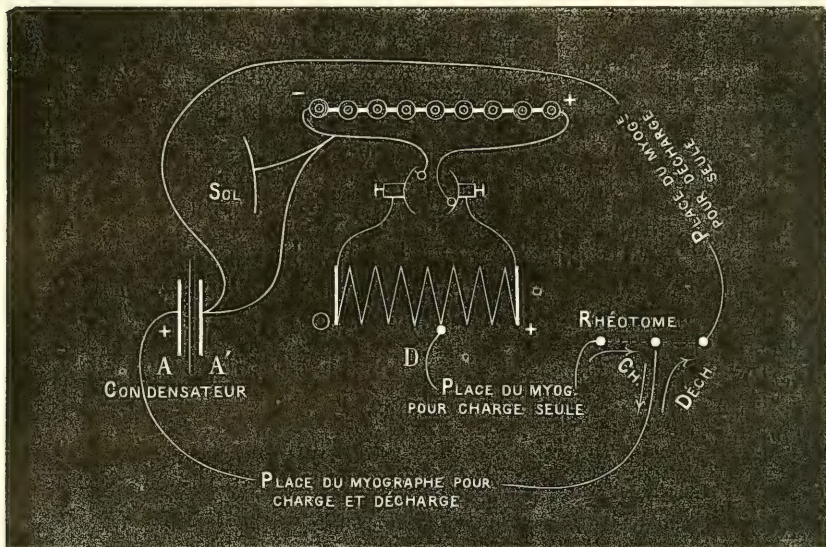 - +
PLACE DU MYOGE
POUR DÉCHARGE
SEULE
SOL
+
A A´
CONDENSATEUR
O +
D
RHÉOTOME
CH.
DÉCH.
PLACE DU MYOG.
POUR CHARGE SEULE
PLACE DU MYOGRAPHE POUR
CHARGE ET DÉCHARGE